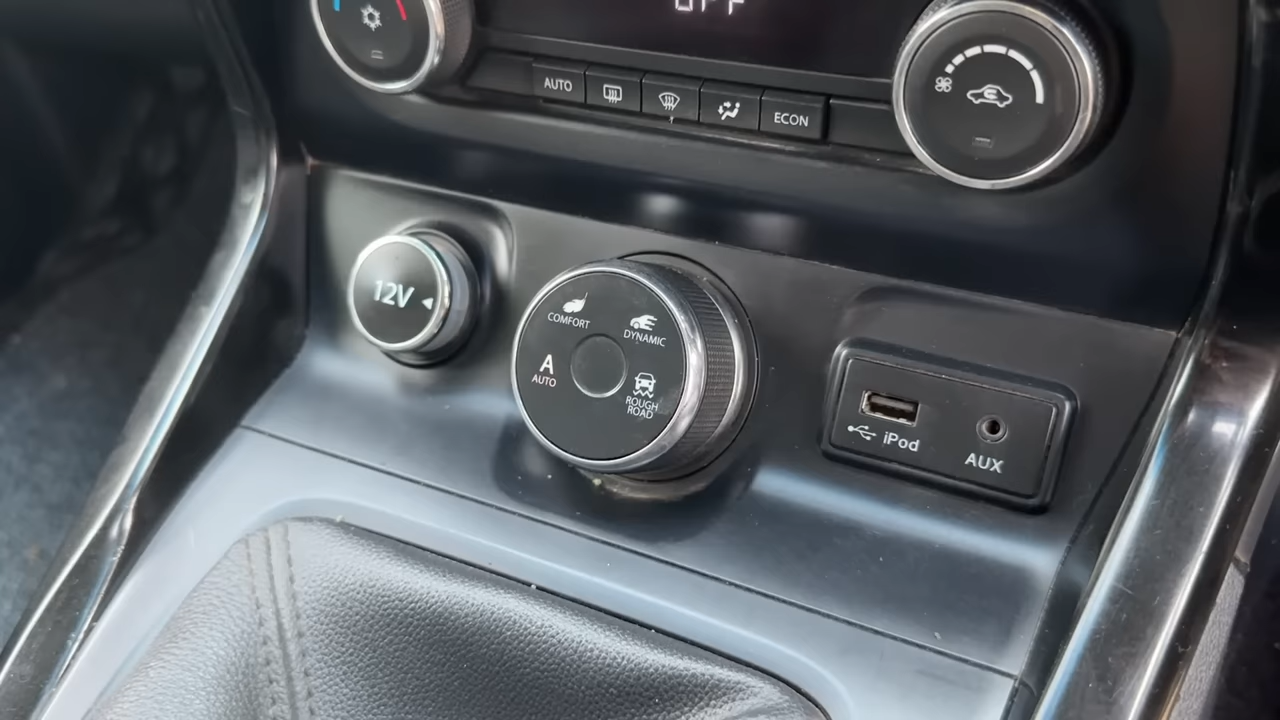 OFF
AUTO
ECON
12V
COMFORT
DYNAMIC
A
AUTO
ROUGH
ROAD
iPod
AUX